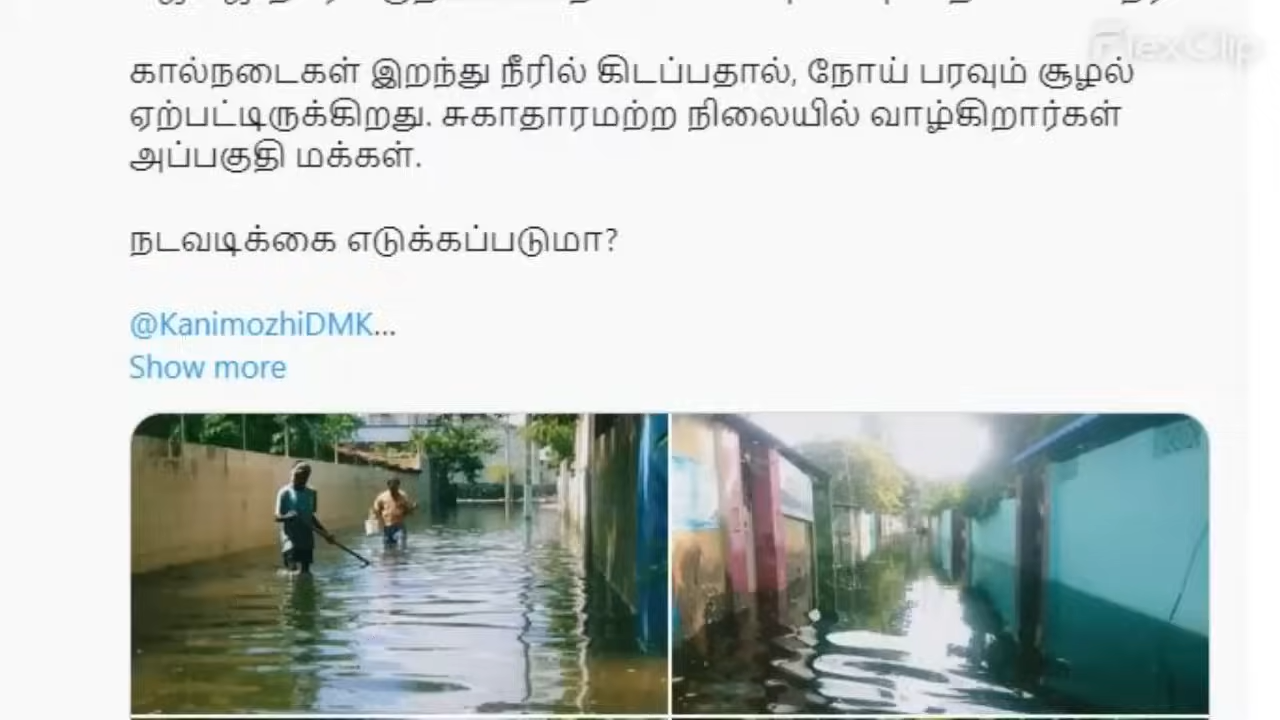 FlexClip
கால்நடைகள் இறந்து நீரில் கிடப்பதால், நோய் பரவும் சூழல்
ஏற்பட்டிருக்கிறது. சுகாதாரமற்ற நிலையில் வாழ்கிறார்கள்
அப்பகுதி மக்கள்.
நடவடிக்கை எடுக்கப்படுமா?
@KanimozhiDMK...
Show more